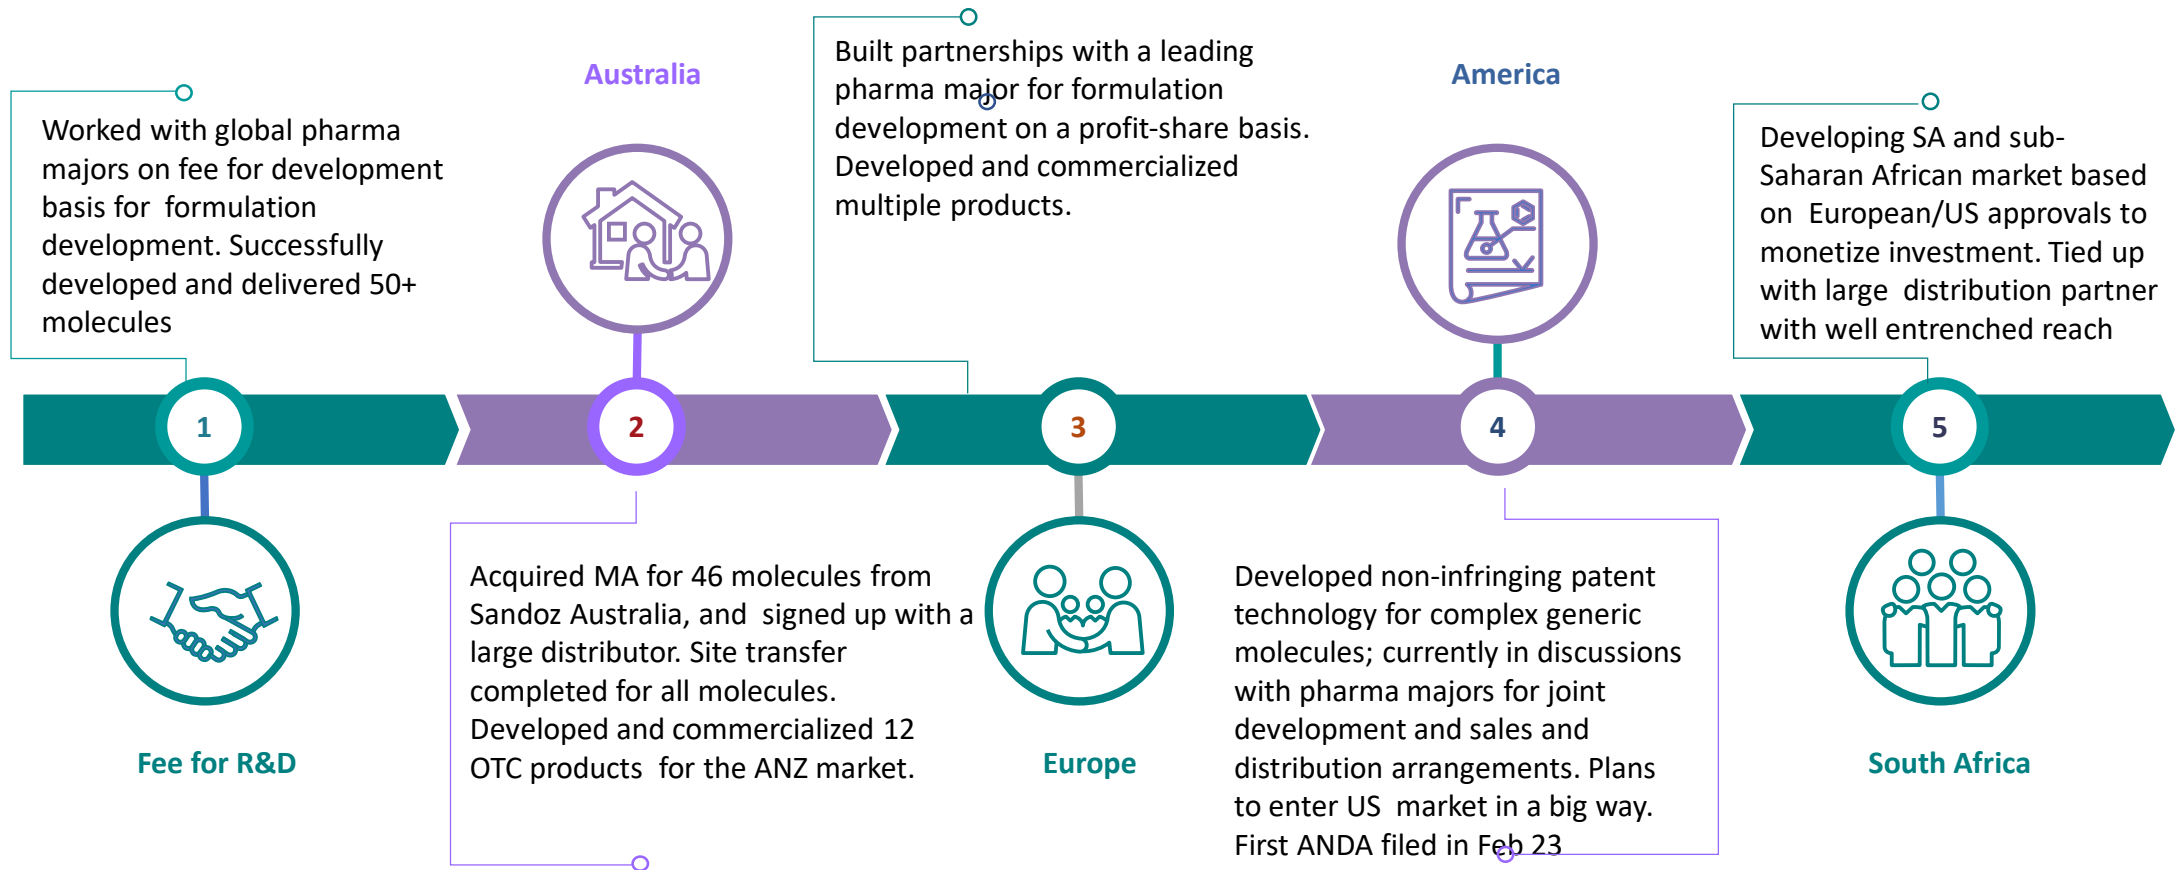 Worked with global pharma
majors on fee for development
basis for formulation
development. Successfully
developed and delivered 50+
molecules
1
Fee for R&D
Australia
2
Acquired MA for 46 molecules from
Sandoz Australia, and signed up with a
large distributor. Site transfer
completed for all molecules.
Developed and commercialized 12
OTC products for the ANZ market.
Built partnerships with a leading
pharma major for formulation
development on a profit-share basis.
Developed and commercialized
multiple products.
3
Europe
America
4
Developed non-infringing patent
technology for complex generic
molecules; currently in discussions
with pharma majors for joint
development and sales and
distribution arrangements. Plans
to enter US market in a big way.
First ANDA filed in Feb 23
Developing SA and sub-
Saharan African market based
on European/US approvals to
monetize investment. Tied up
with large distribution partner
with well entrenched reach
5
South Africa